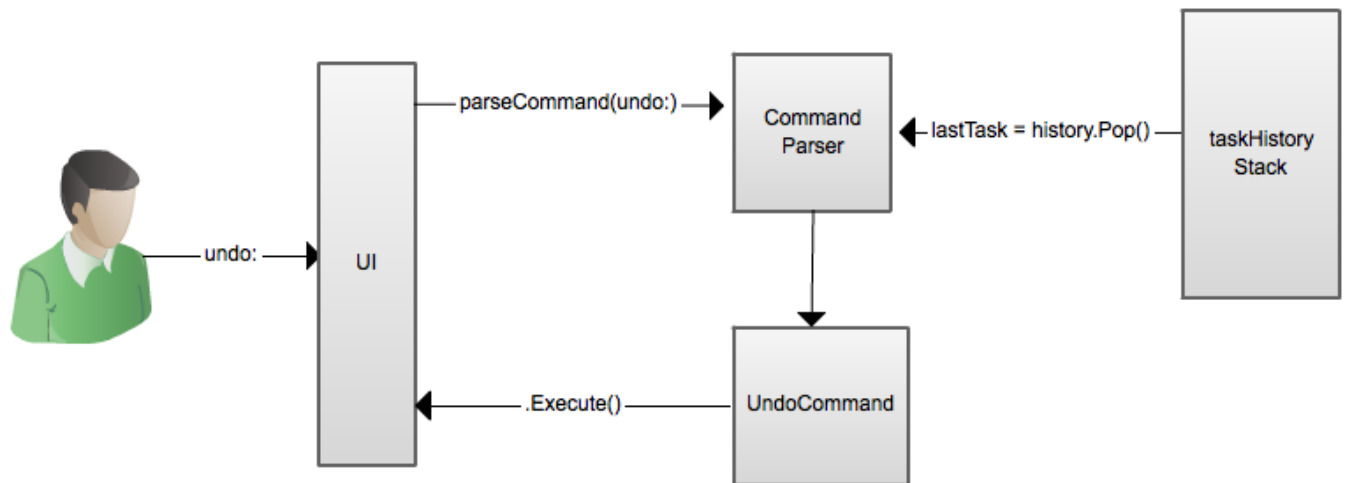 undo:
UI
parseCommand(undo:)
Command
Parser
lastTask = history.Pop()
taskHistory
Stack
.Execute()
UndoCommand